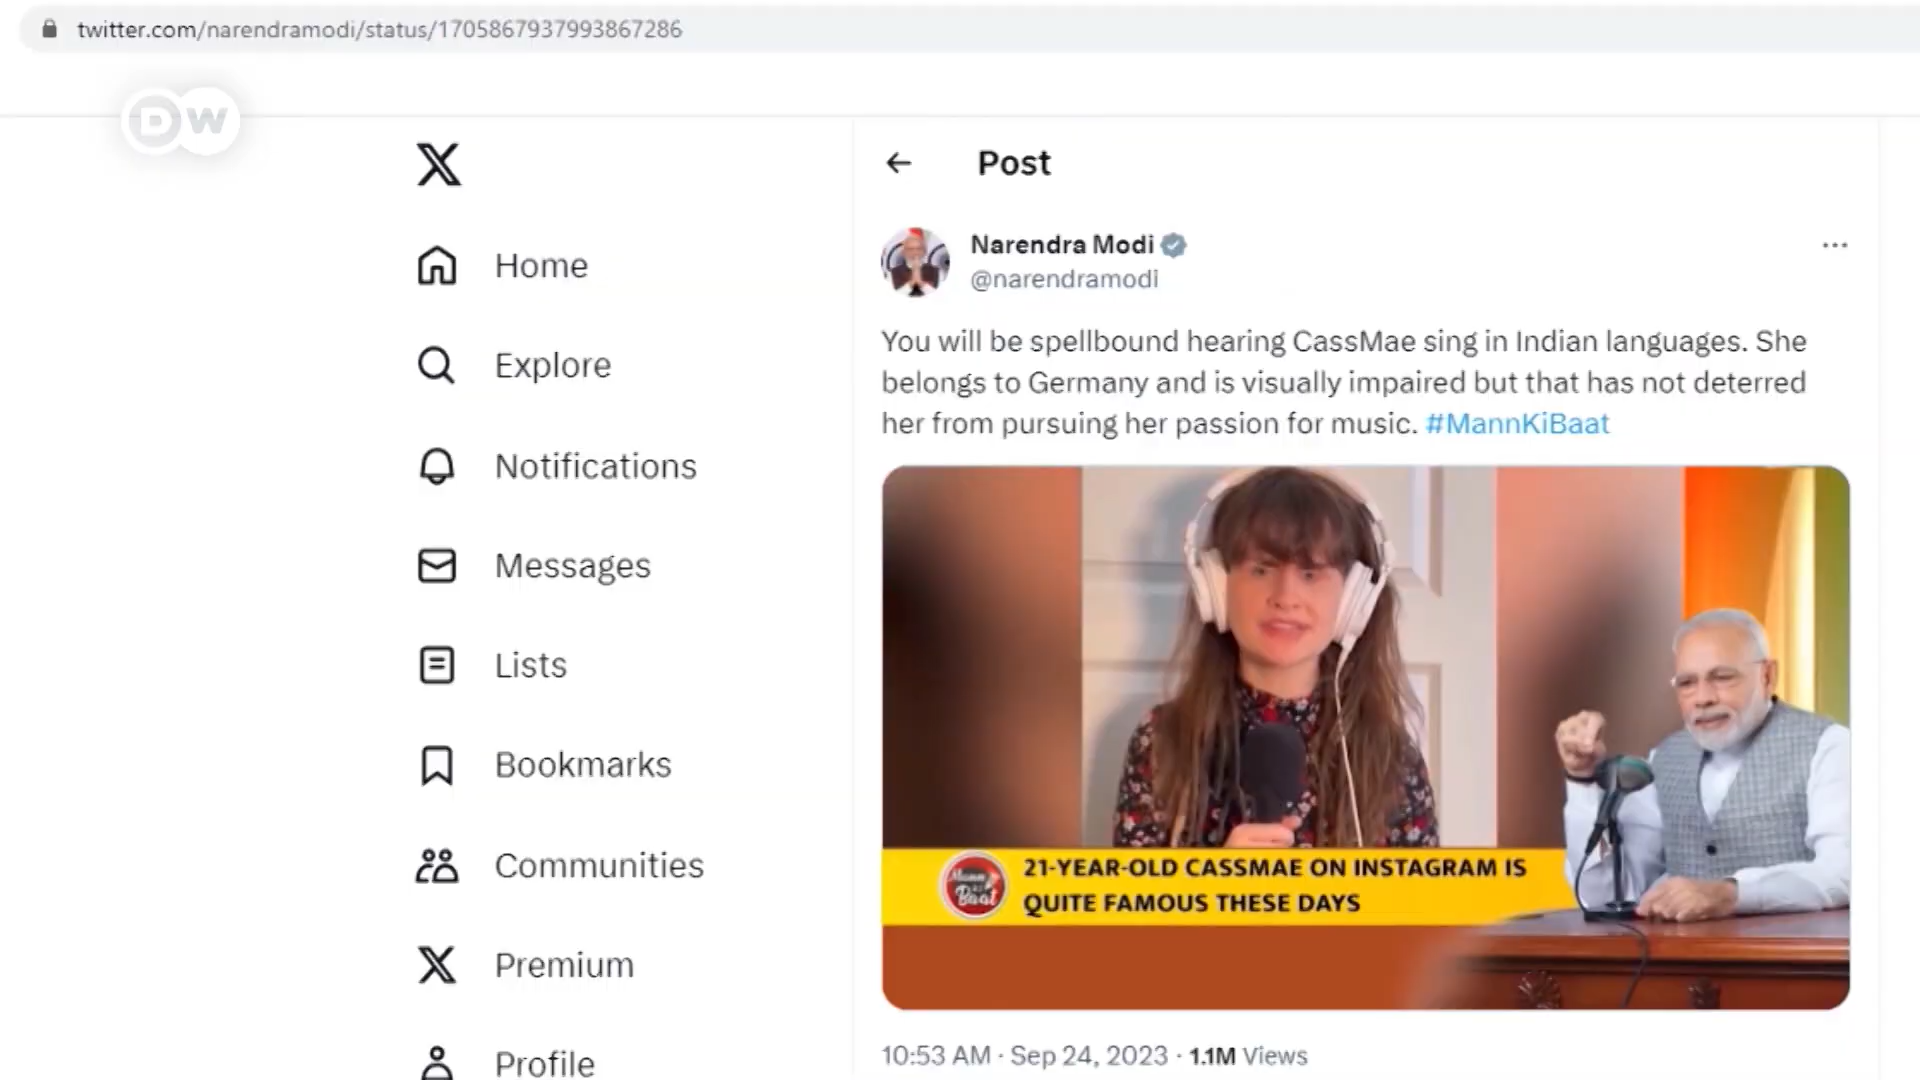 twitter.com/narendramodi/status/1705867937993867286
DW
X
Home
Explore
Notifications
Messages
Lists
Bookmarks
Communities
Premium
Profile
Post
Narendra Modi
@narendramodi
You will be spellbound hearing CassMae sing in Indian languages. She
belongs to Germany and is visually impaired but that has not deterred
her from pursuing her passion for music. #MannKiBaat
Mann Ki
Baat
21-YEAR-OLD CASSMAE ON INSTAGRAM IS
QUITE FAMOUS THESE DAYS
10:53 AM · Sep 24, 2023 · 1.1M Views